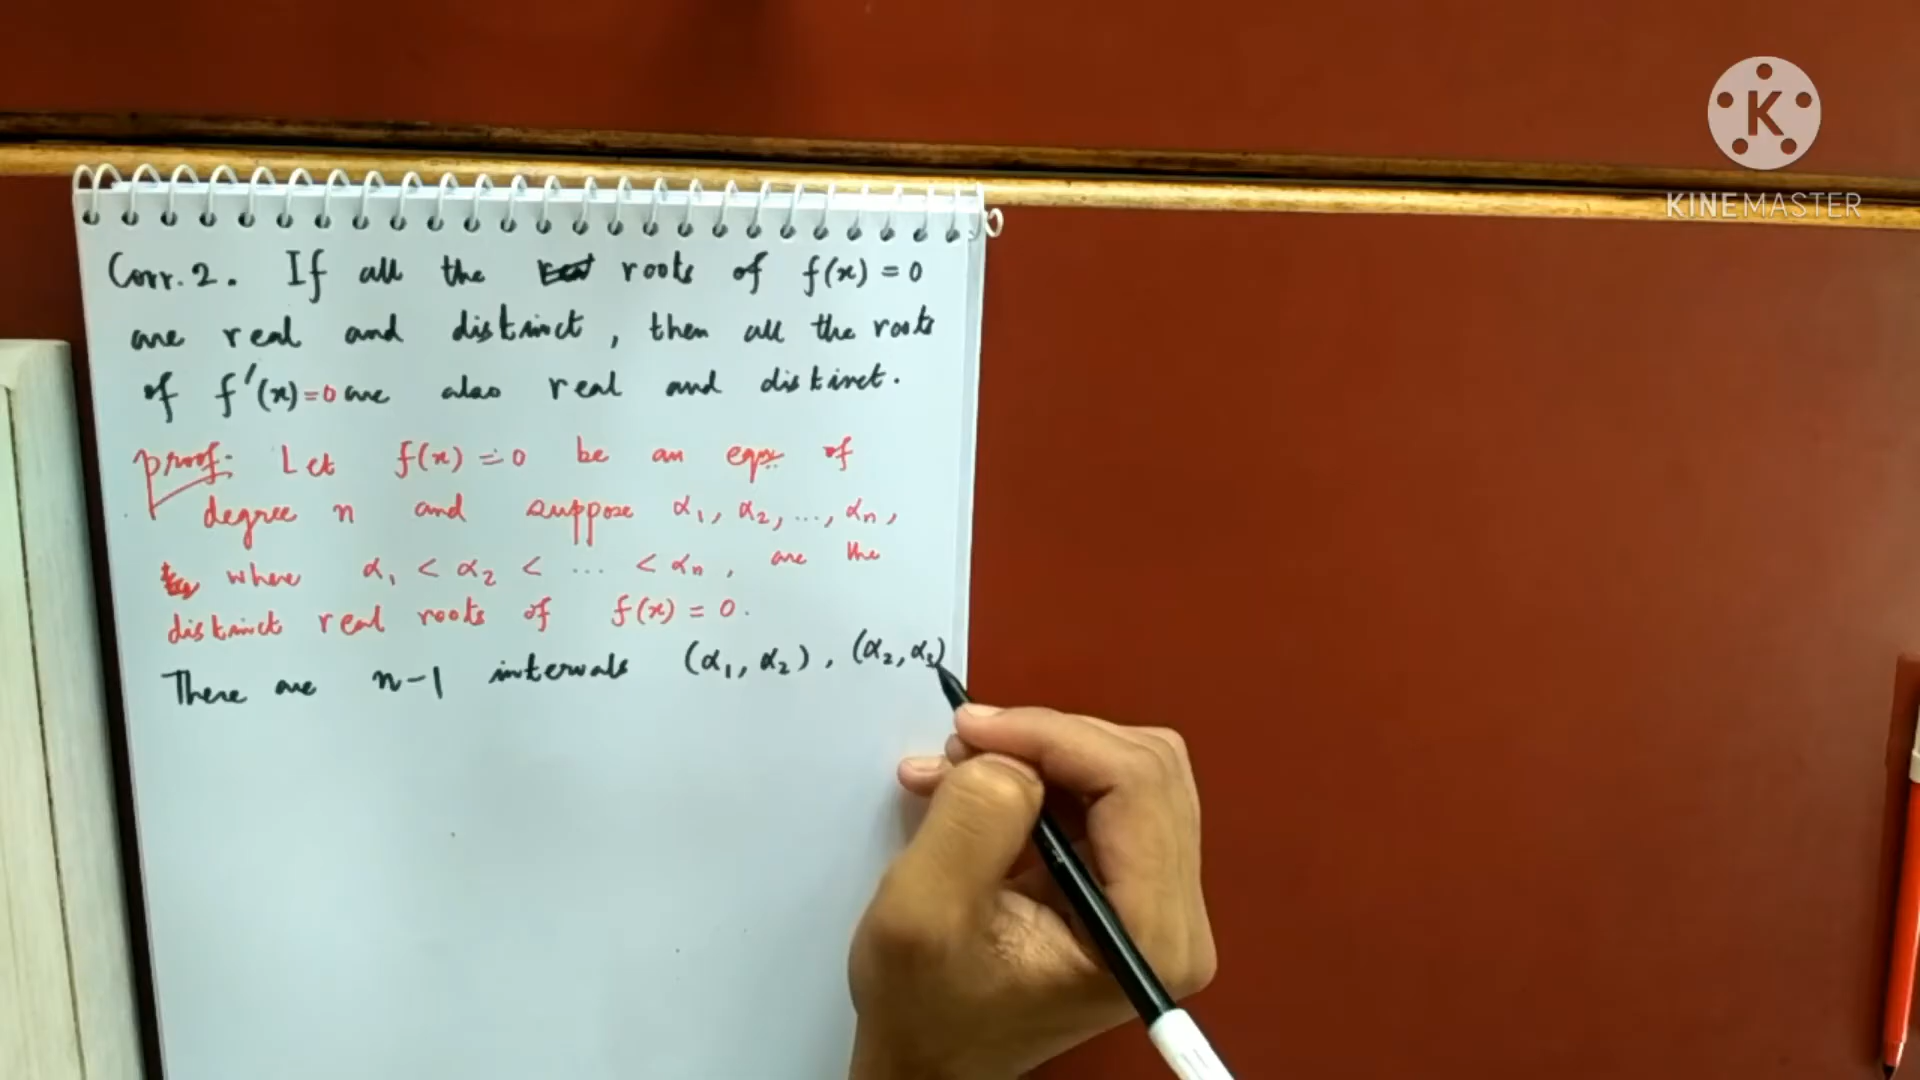 K
KINEMASTER
Corr. 2. If all the roots of f(x) = 0
are real and distinct, then all the roots
of f'(x)=0 are also real and distinct.
proof:- Let f(x) = 0 be an eqn. of
degree n and suppose α₁, α₂, ..., αₙ,
where α₁ < α₂ < ... < αₙ, are the
distinct real roots of f(x) = 0.
There are n-1 intervals (α₁, α₂), (α₂, α₃)